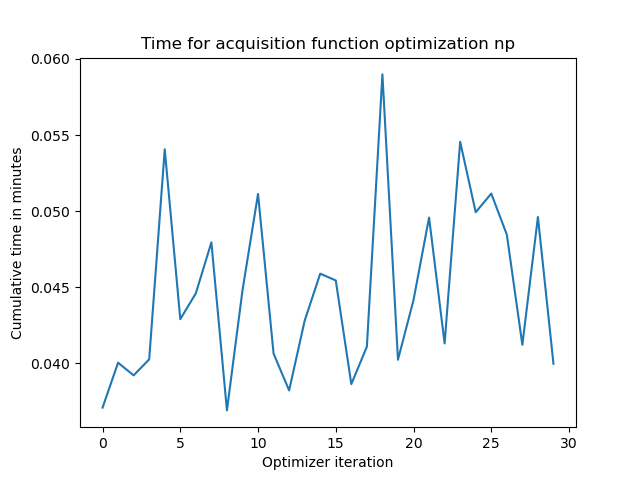 Time for acquisition function optimization np
0.060
0.055
0.050
0.045
0.040
Cumulative time in minutes
0 5 10 15 20 25 30
Optimizer iteration